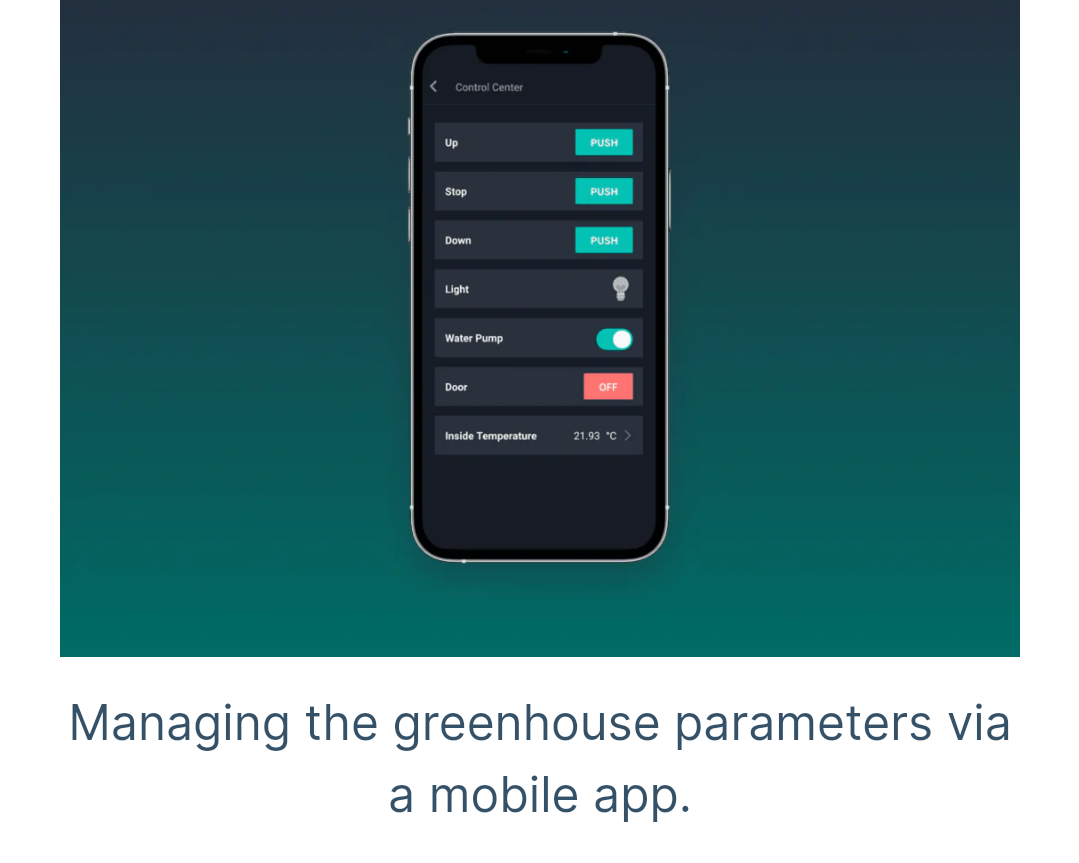 Control Center
Up PUSH
Stop PUSH
Down PUSH
Light
Water Pump
Door OFF
Inside Temperature 21.93 °C
Managing the greenhouse parameters via
a mobile app.